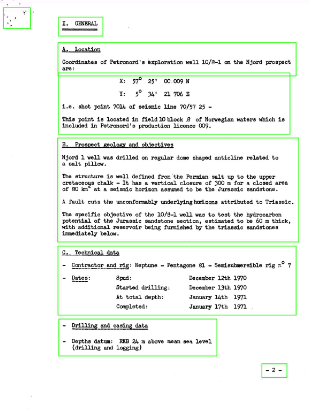 I. GENERAL
A. Location
Coordinates of Petronord's exploration well 10/8-1 on the Njord prospect
are:
X: 57° 25' 00 009 N
Y: 5° 34' 21 706 E
i.e. shot point 7014 of seismic line 70/57 25 -
This point is located in field 10 block 8 of Norwegian waters which is
included in Petronord's production licence 009.
B. Prospect geology and objectives
Njord 1 well was drilled on regular dome shaped anticline related to
a salt pillow.
The structure is well defined from the Permian salt up to the upper
cretaceous chalk - It has a vertical closure of 300 m for a closed area
of 80 km² at a seismic horizon assumed to be the Jurassic sandstone.
A fault cuts the unconformably underlying horizons attributed to Triassic.
The specific objective of the 10/8-1 well was to test the hydrocarbon
potential of the Jurassic sandstone section, estimated to be 60 m thick,
with additional reservoir being furnished by the triassic sandstones
immediately below.
C. Technical data
- Contractor and rig: Neptune - Pentagone 81 - Semisubmersible rig n° 7
- Dates: Spud: December 12th 1970
Started drilling: December 13th 1970
At total depth: January 14th 1971
Completed: January 17th 1971
- Drilling and casing data
- Depths datum: RKB 24 m above mean sea level
(drilling and logging)
- 2 -